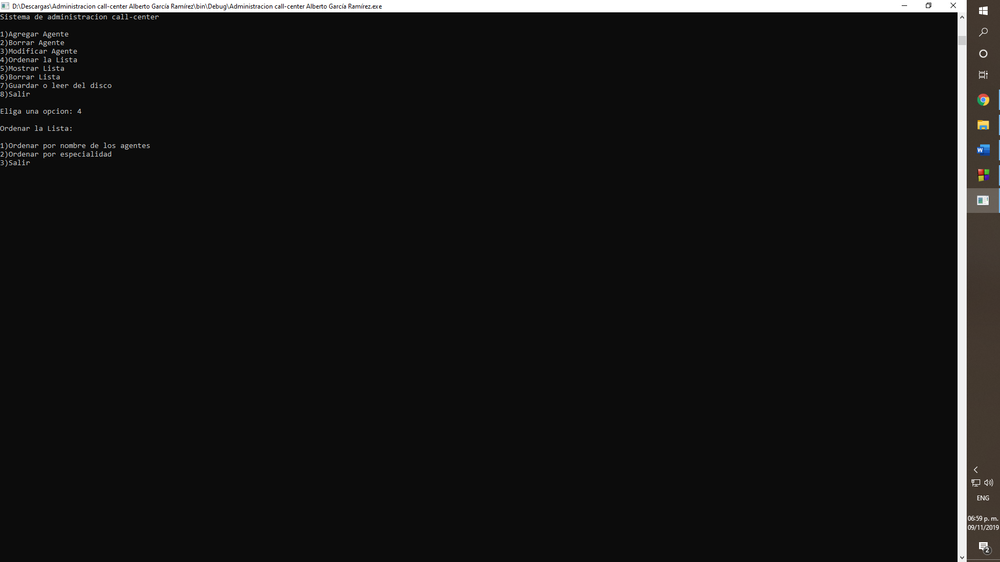 D:\Descargas\Administracion call-center Alberto García Ramírez\bin\Debug\Administracion call-center Alberto García Ramírez.exe
Sistema de administracion call-center
1)Agregar Agente
2)Borrar Agente
3)Modificar Agente
4)Ordenar la Lista
5)Mostrar Lista
6)Borrar Lista
7)Guardar o leer del disco
8)Salir
Eliga una opcion: 4
Ordenar la Lista:
1)Ordenar por nombre de los agentes
2)Ordenar por especialidad
3)Salir
W
ENG
06:59 p. m.
09/11/2019
2